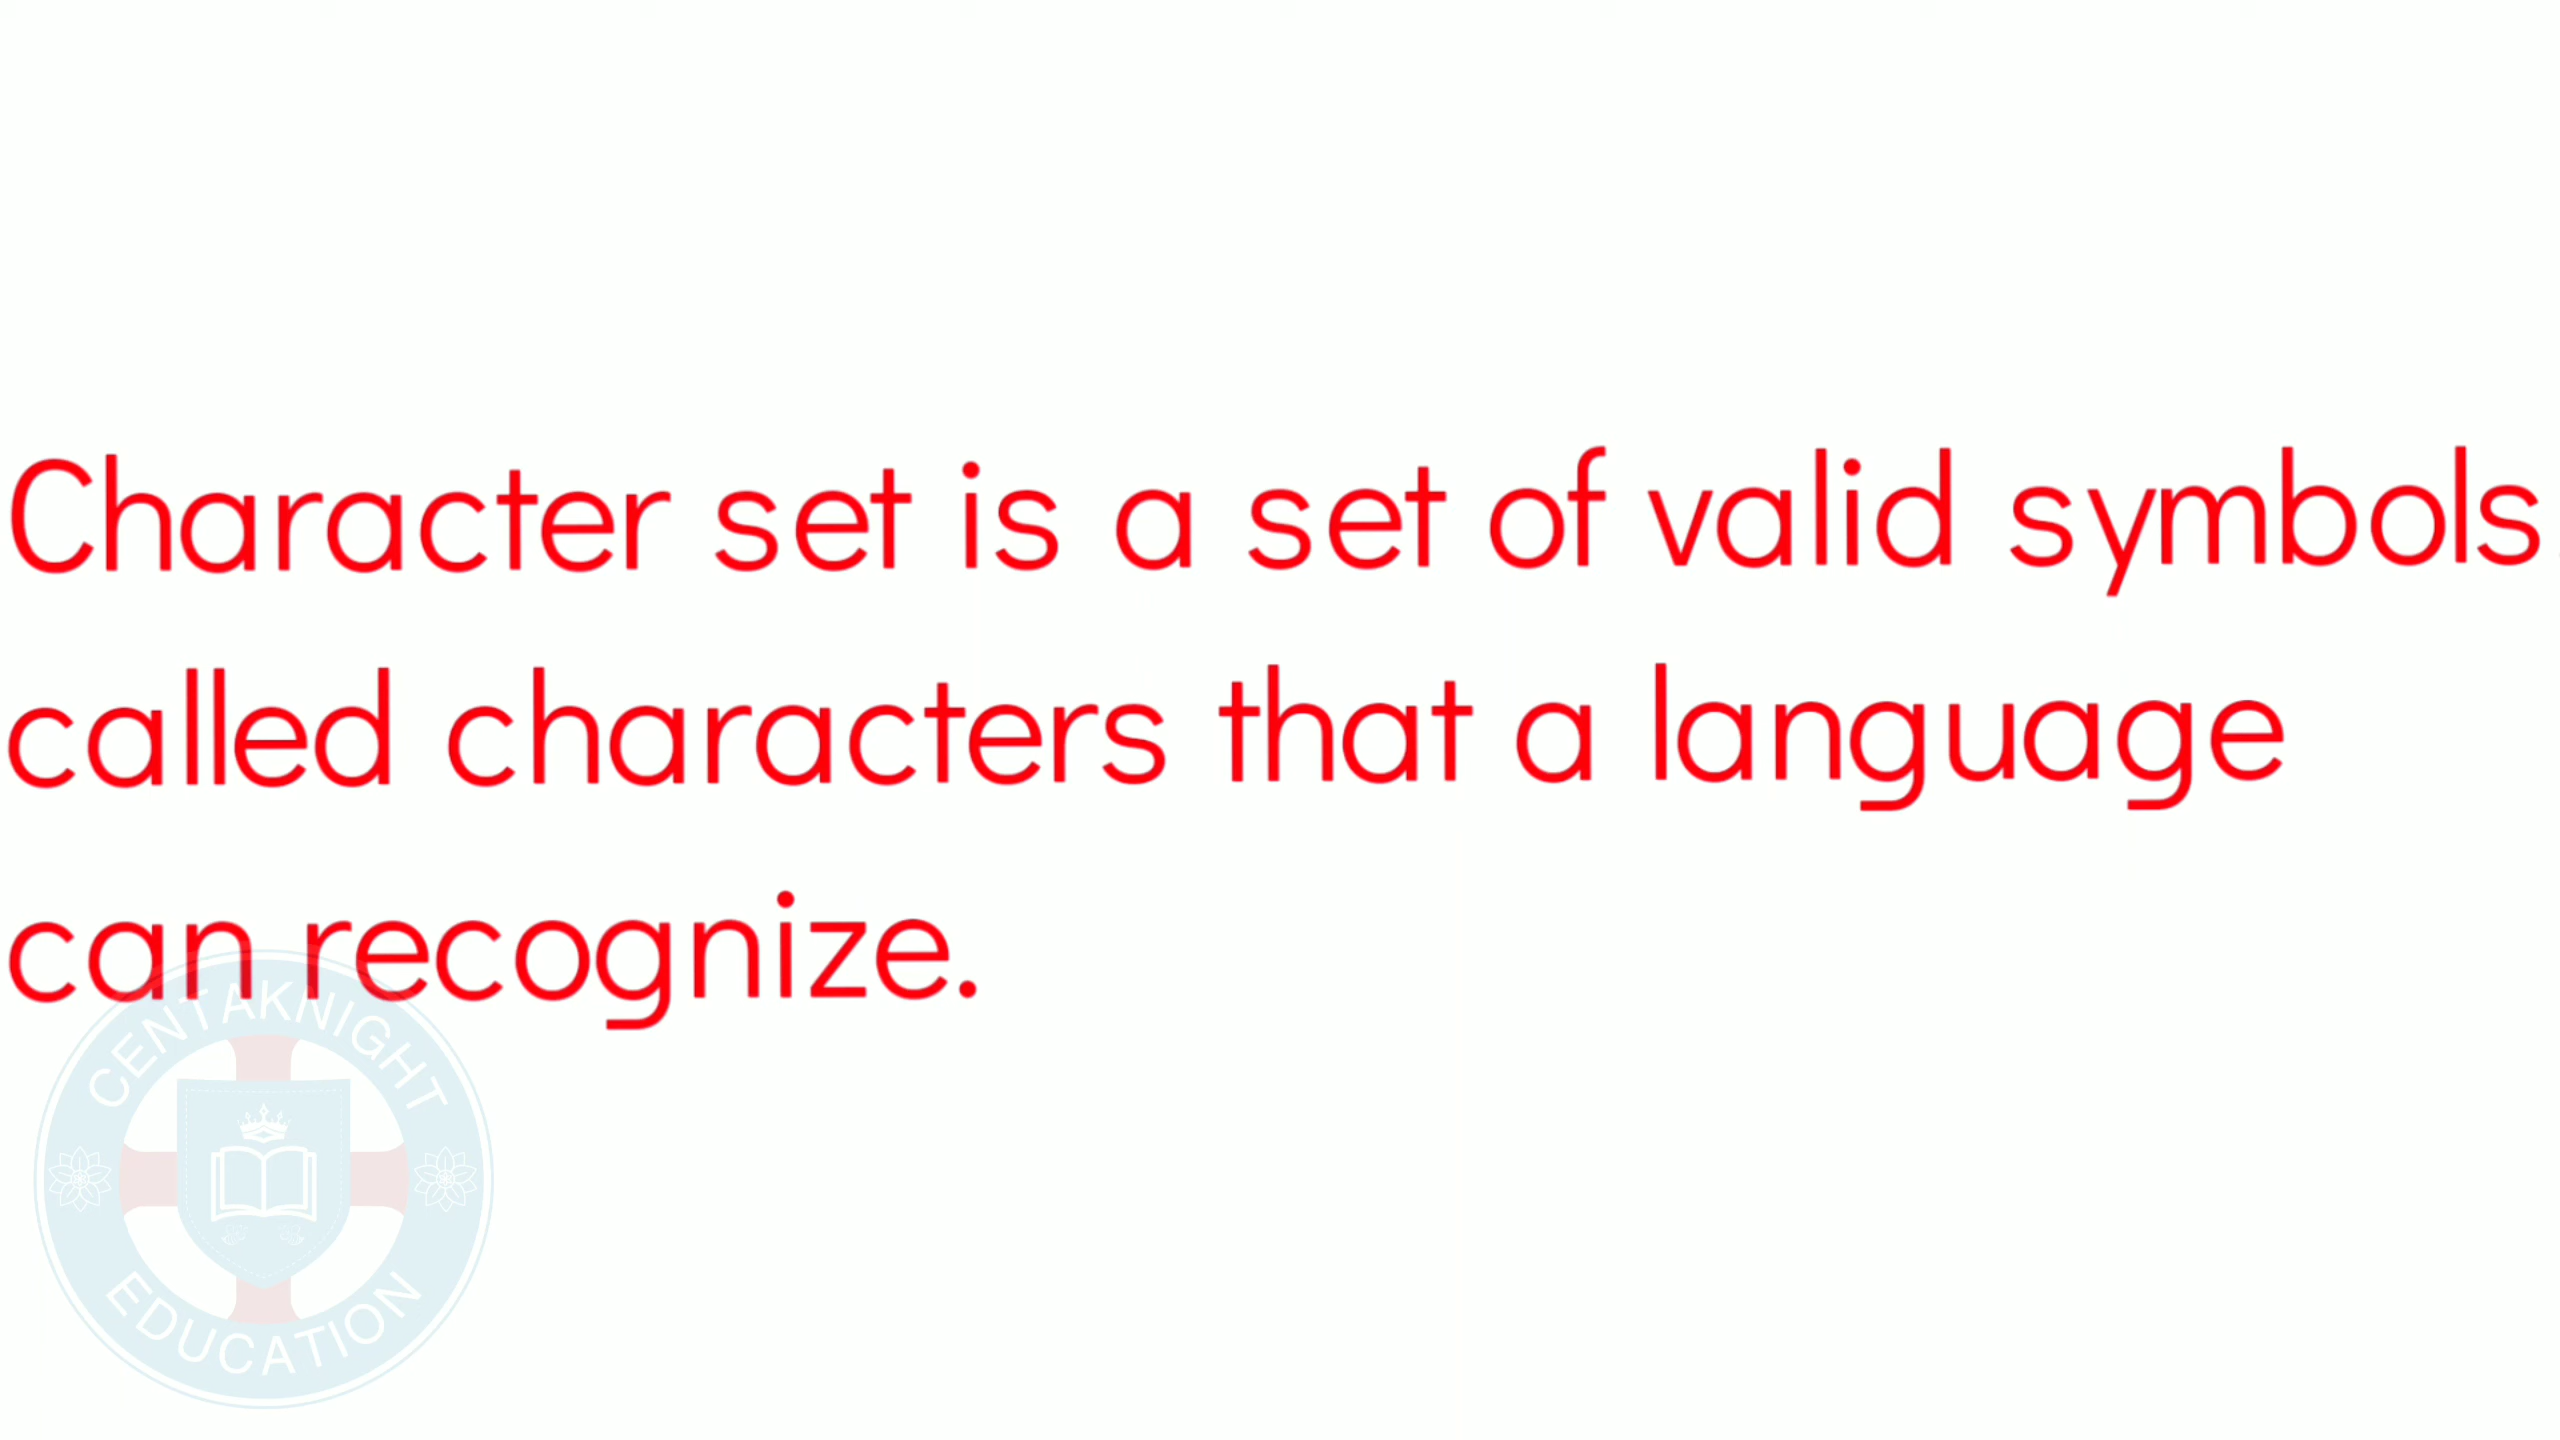 Character set is a set of valid symbols
called characters that a language
can recognize.
CENTAKNIGHT
EDUCATION